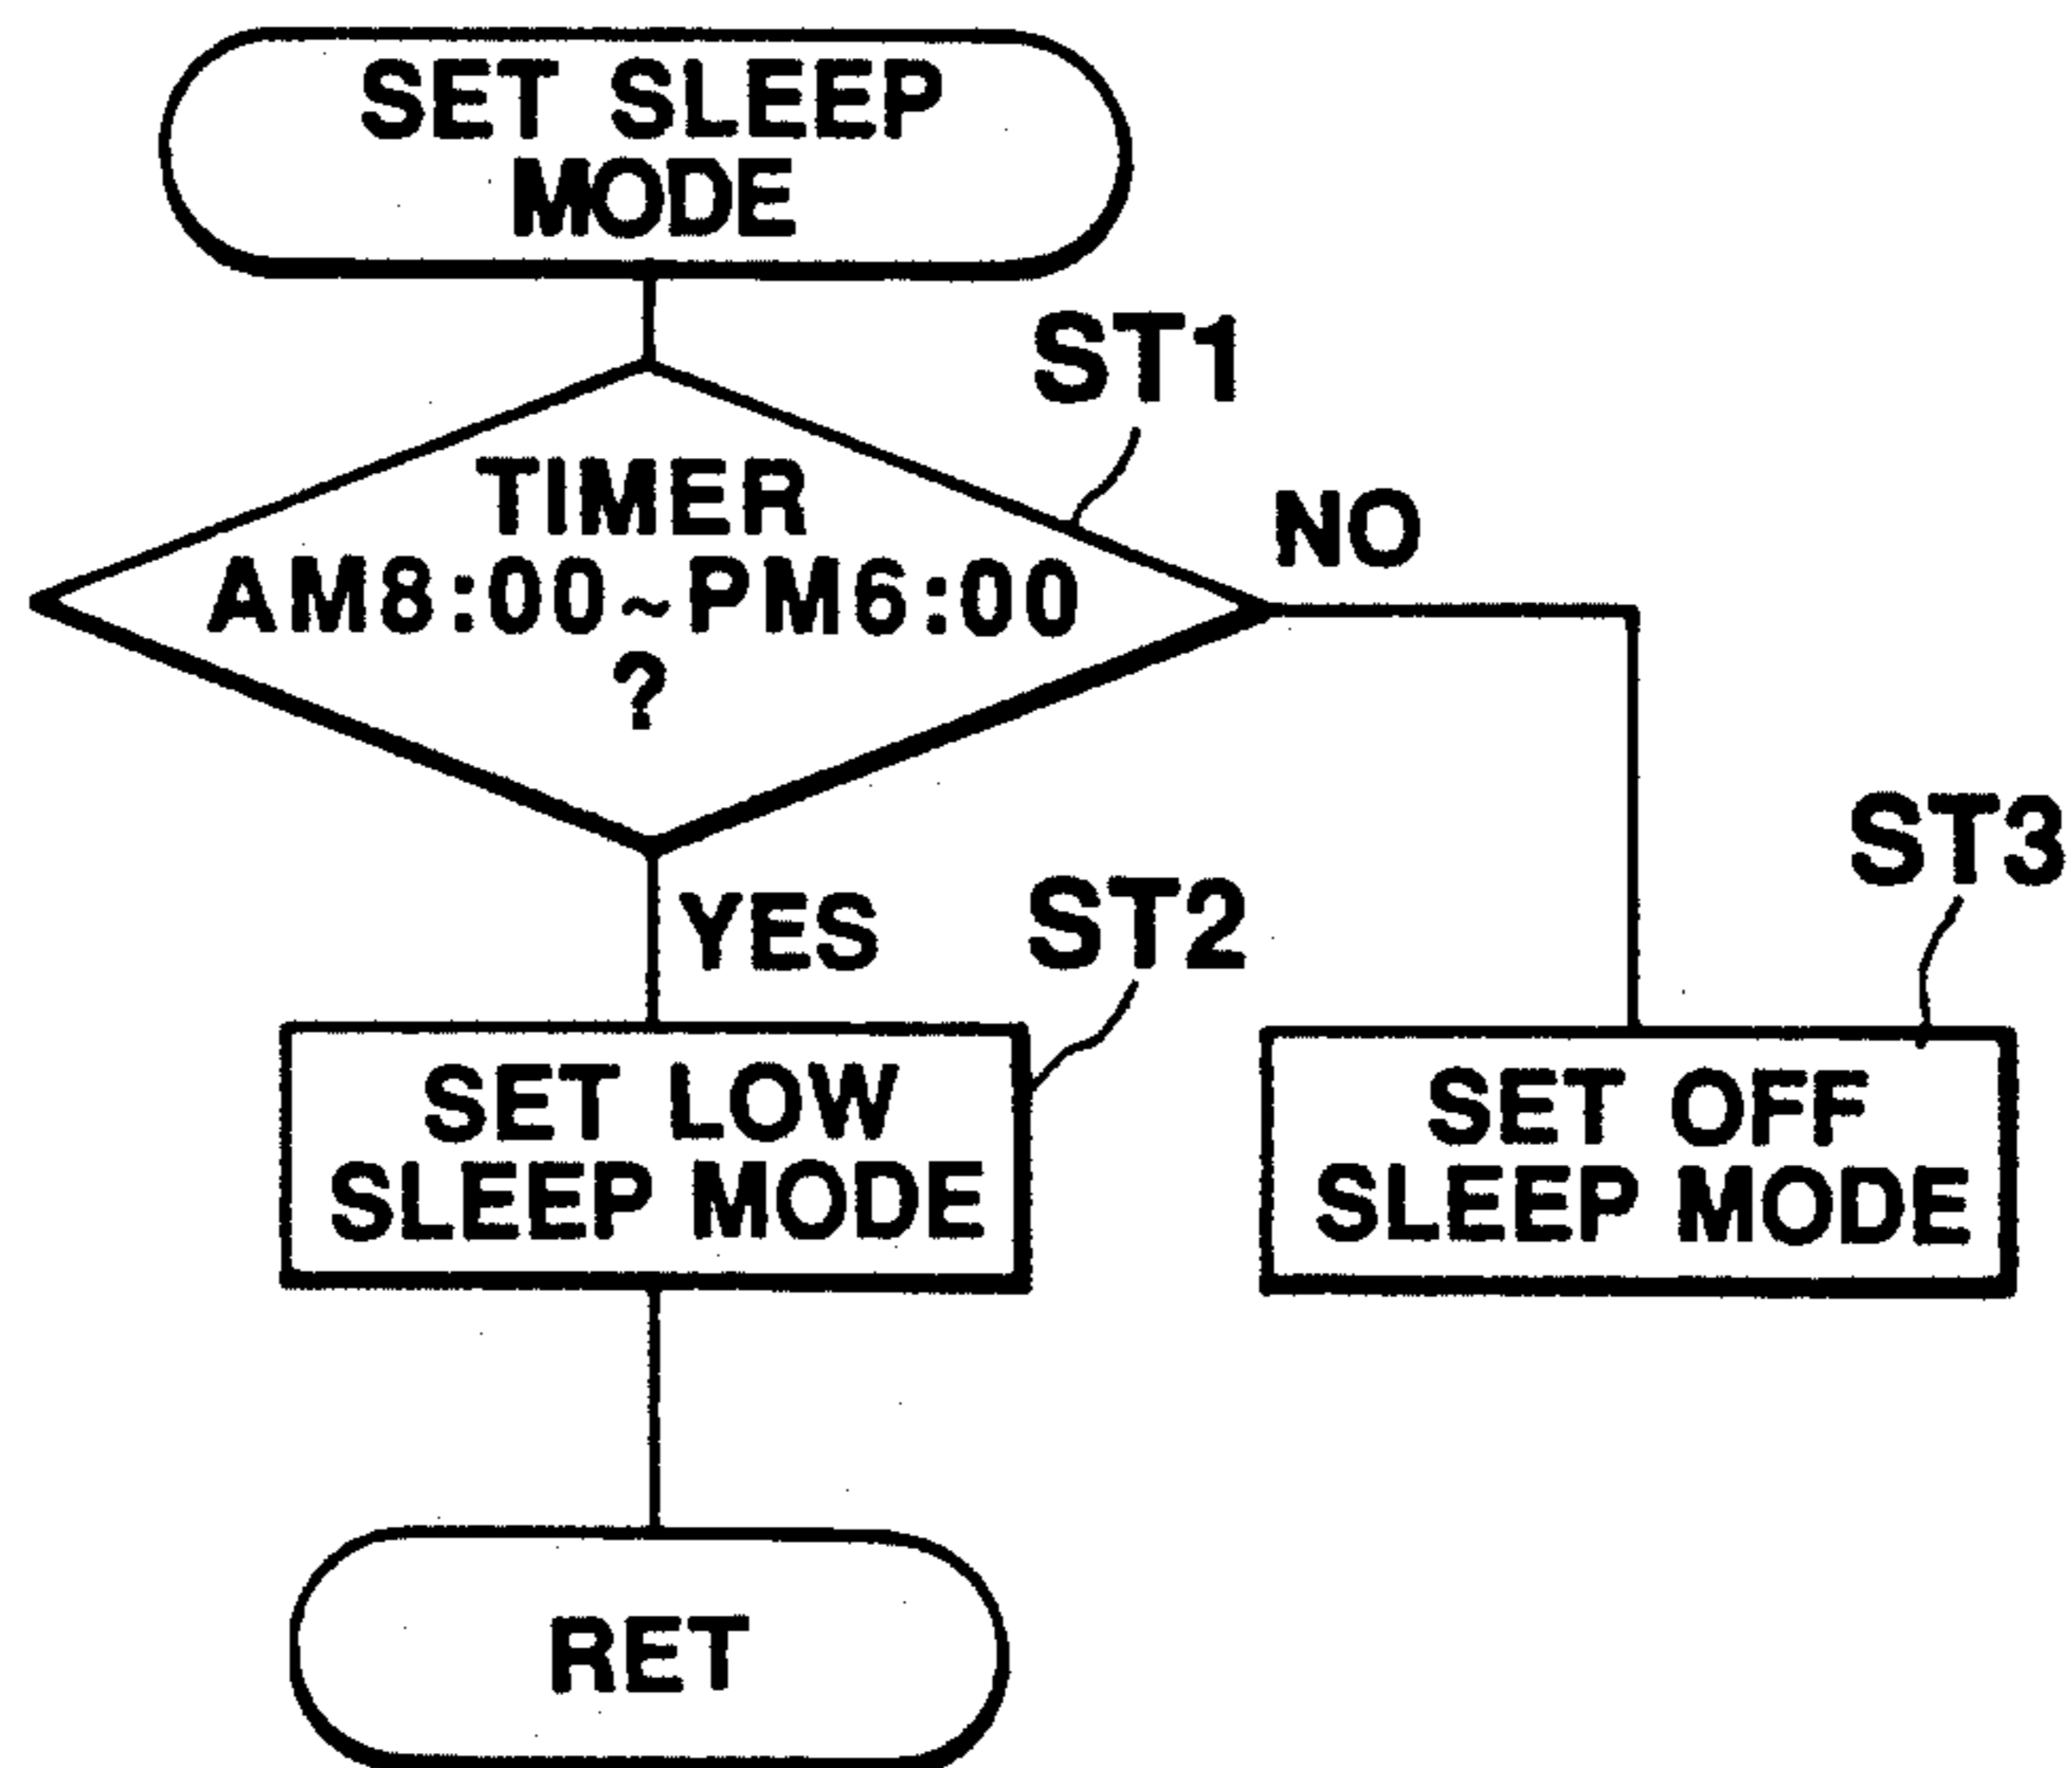 SET SLEEP
MODE
ST1
TIMER
AM8:00~PM6:00
?
NO
YES
ST2
ST3
SET LOW
SLEEP MODE
SET OFF
SLEEP MODE
RET